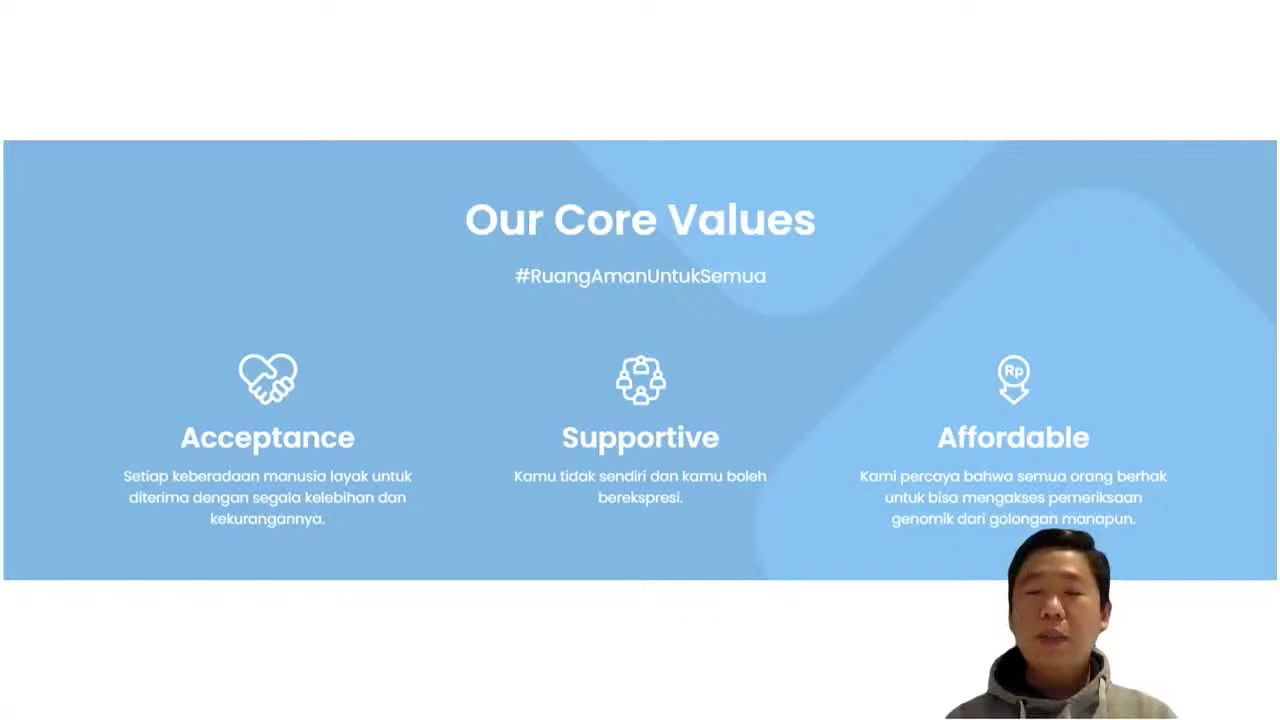 Our Core Values
#RuangAmanUntukSemua
Rp
Acceptance
Setiap keberadaan manusia layak untuk
diterima dengan segala kelebihan dan
kekurangannya.
Supportive
Kamu tidak sendiri dan kamu boleh
berekspresi.
Affordable
Kami percaya bahwa semua orang berhak
untuk bisa mengakses pemeriksaan
genomik dari golongan manapun.